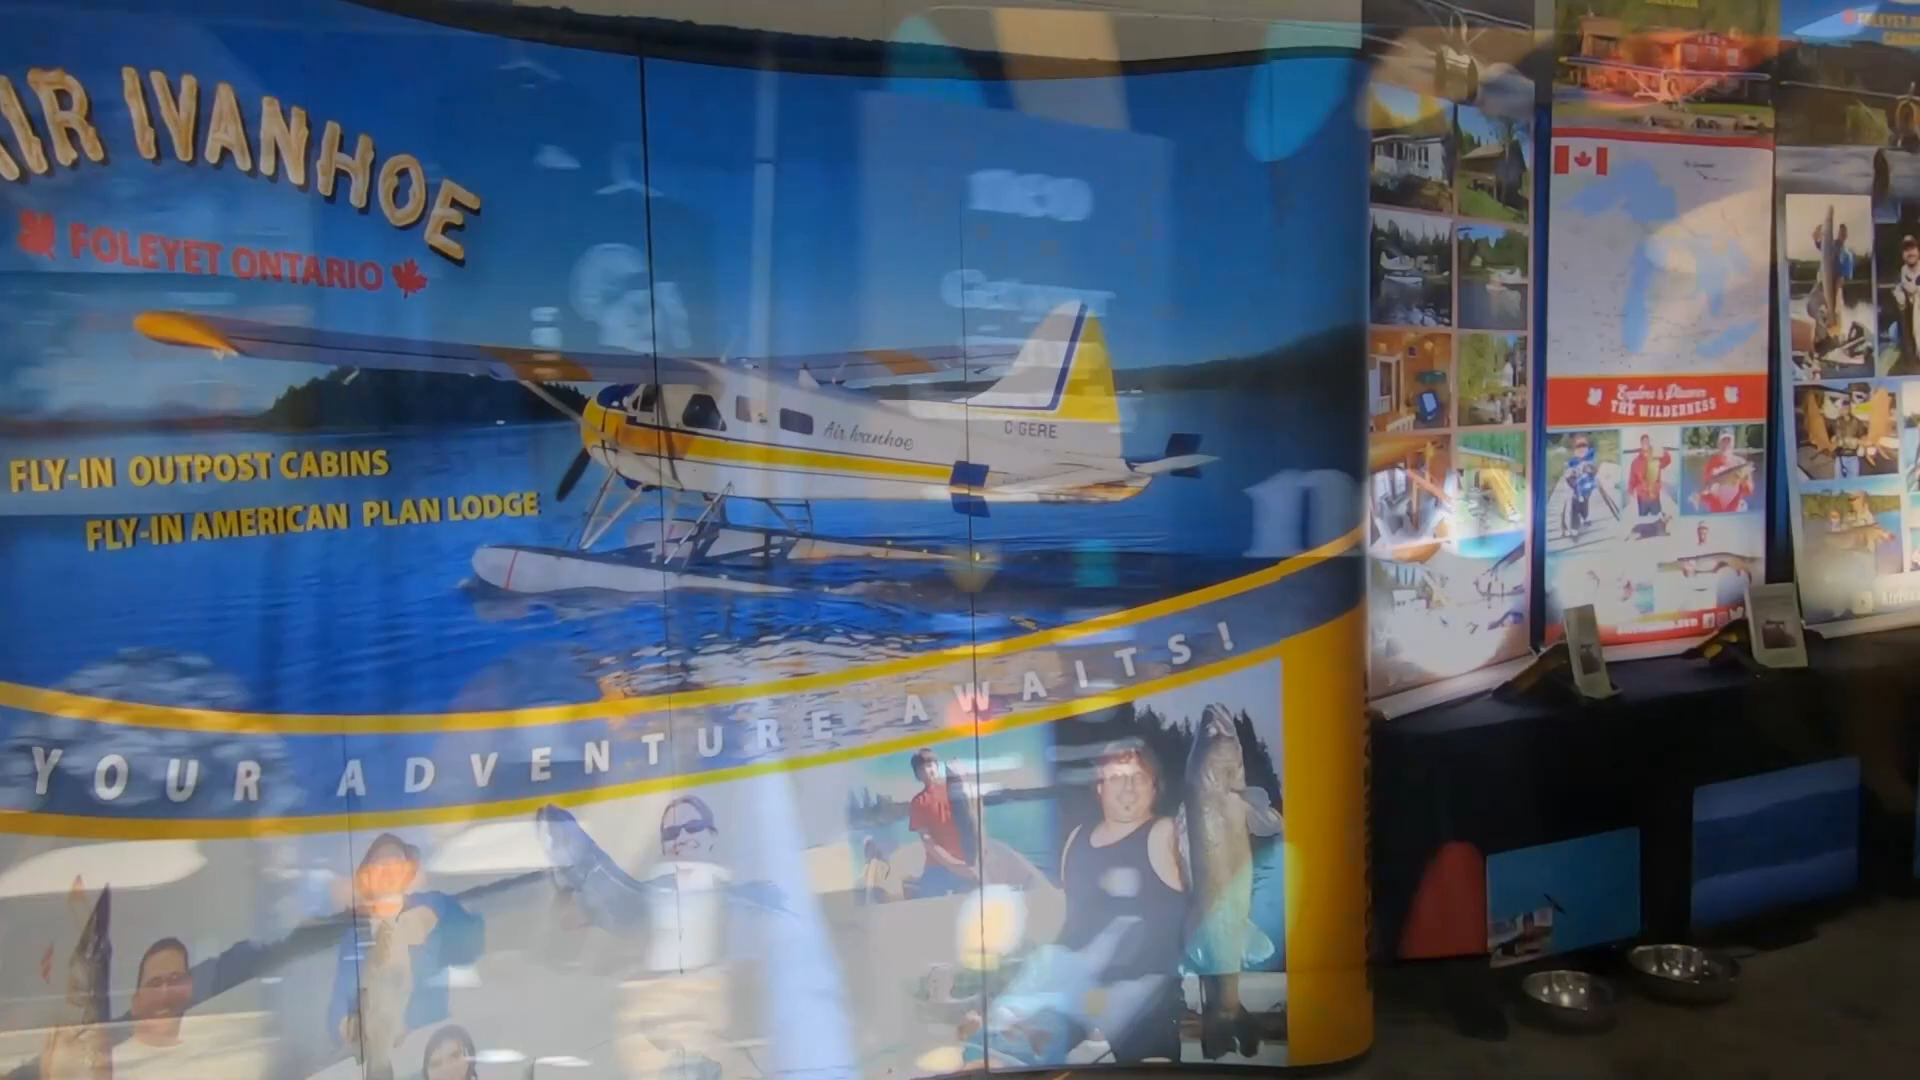 AIR IVANHOE
FOLEYET ONTARIO
FLY-IN OUTPOST CABINS
FLY-IN AMERICAN PLAN LODGE
Air Ivanhoe
C-GERE
YOUR ADVENTURE AWAITS!
n
Explore & Discover
THE WILDERNESS